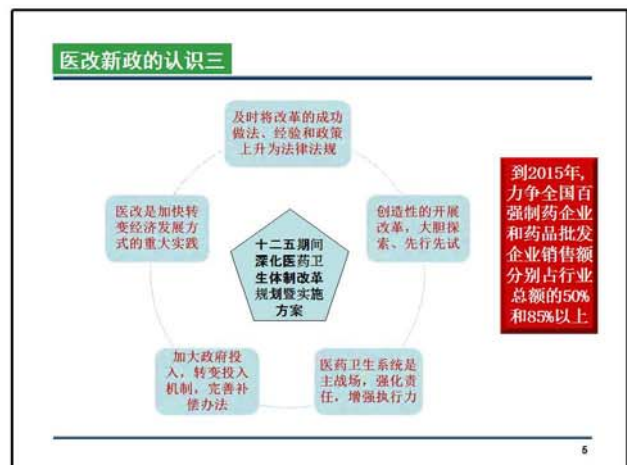 医改新政的认识三
及时将改革的成功
做法、经验和政策
上升为法律法规
医改是加快转
变经济发展方
式的重大实践
创造性的开展
改革，大胆探
索、先行先试
十二五期间
深化医药卫
生体制改革
规划暨实施
方案
加大政府投
入，转变投入
机制，完善补
偿办法
医药卫生系统是
主战场，强化责
任，增强执行力
到2015年,
力争全国百
强制药企业
和药品批发
企业销售额
分别占行业
总额的50%
和85%以上
5